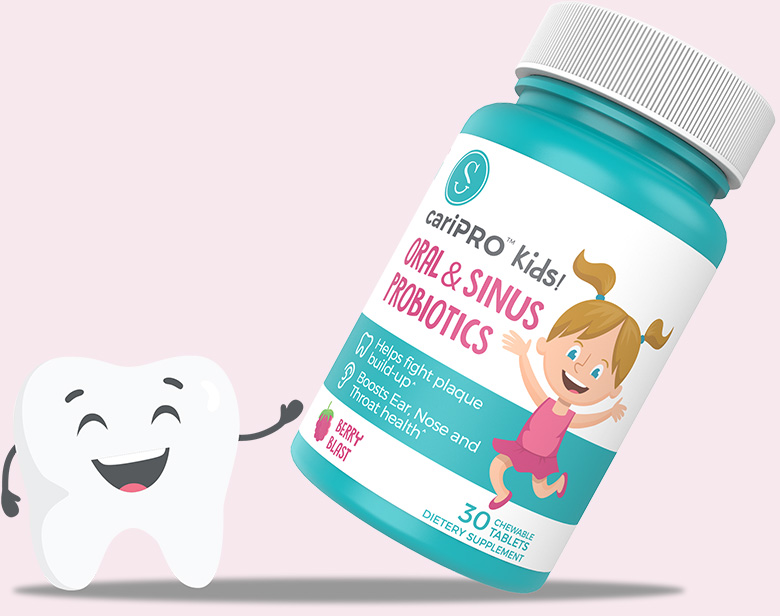 S
cariPRO™ kids!
ORAL & SINUS
PROBIOTICS
Helps fight plaque
build-up^
Boosts Ear, Nose and
Throat health^
BERRY
BLAST
30 CHEWABLE
TABLETS
DIETERY SUPPLEMENT